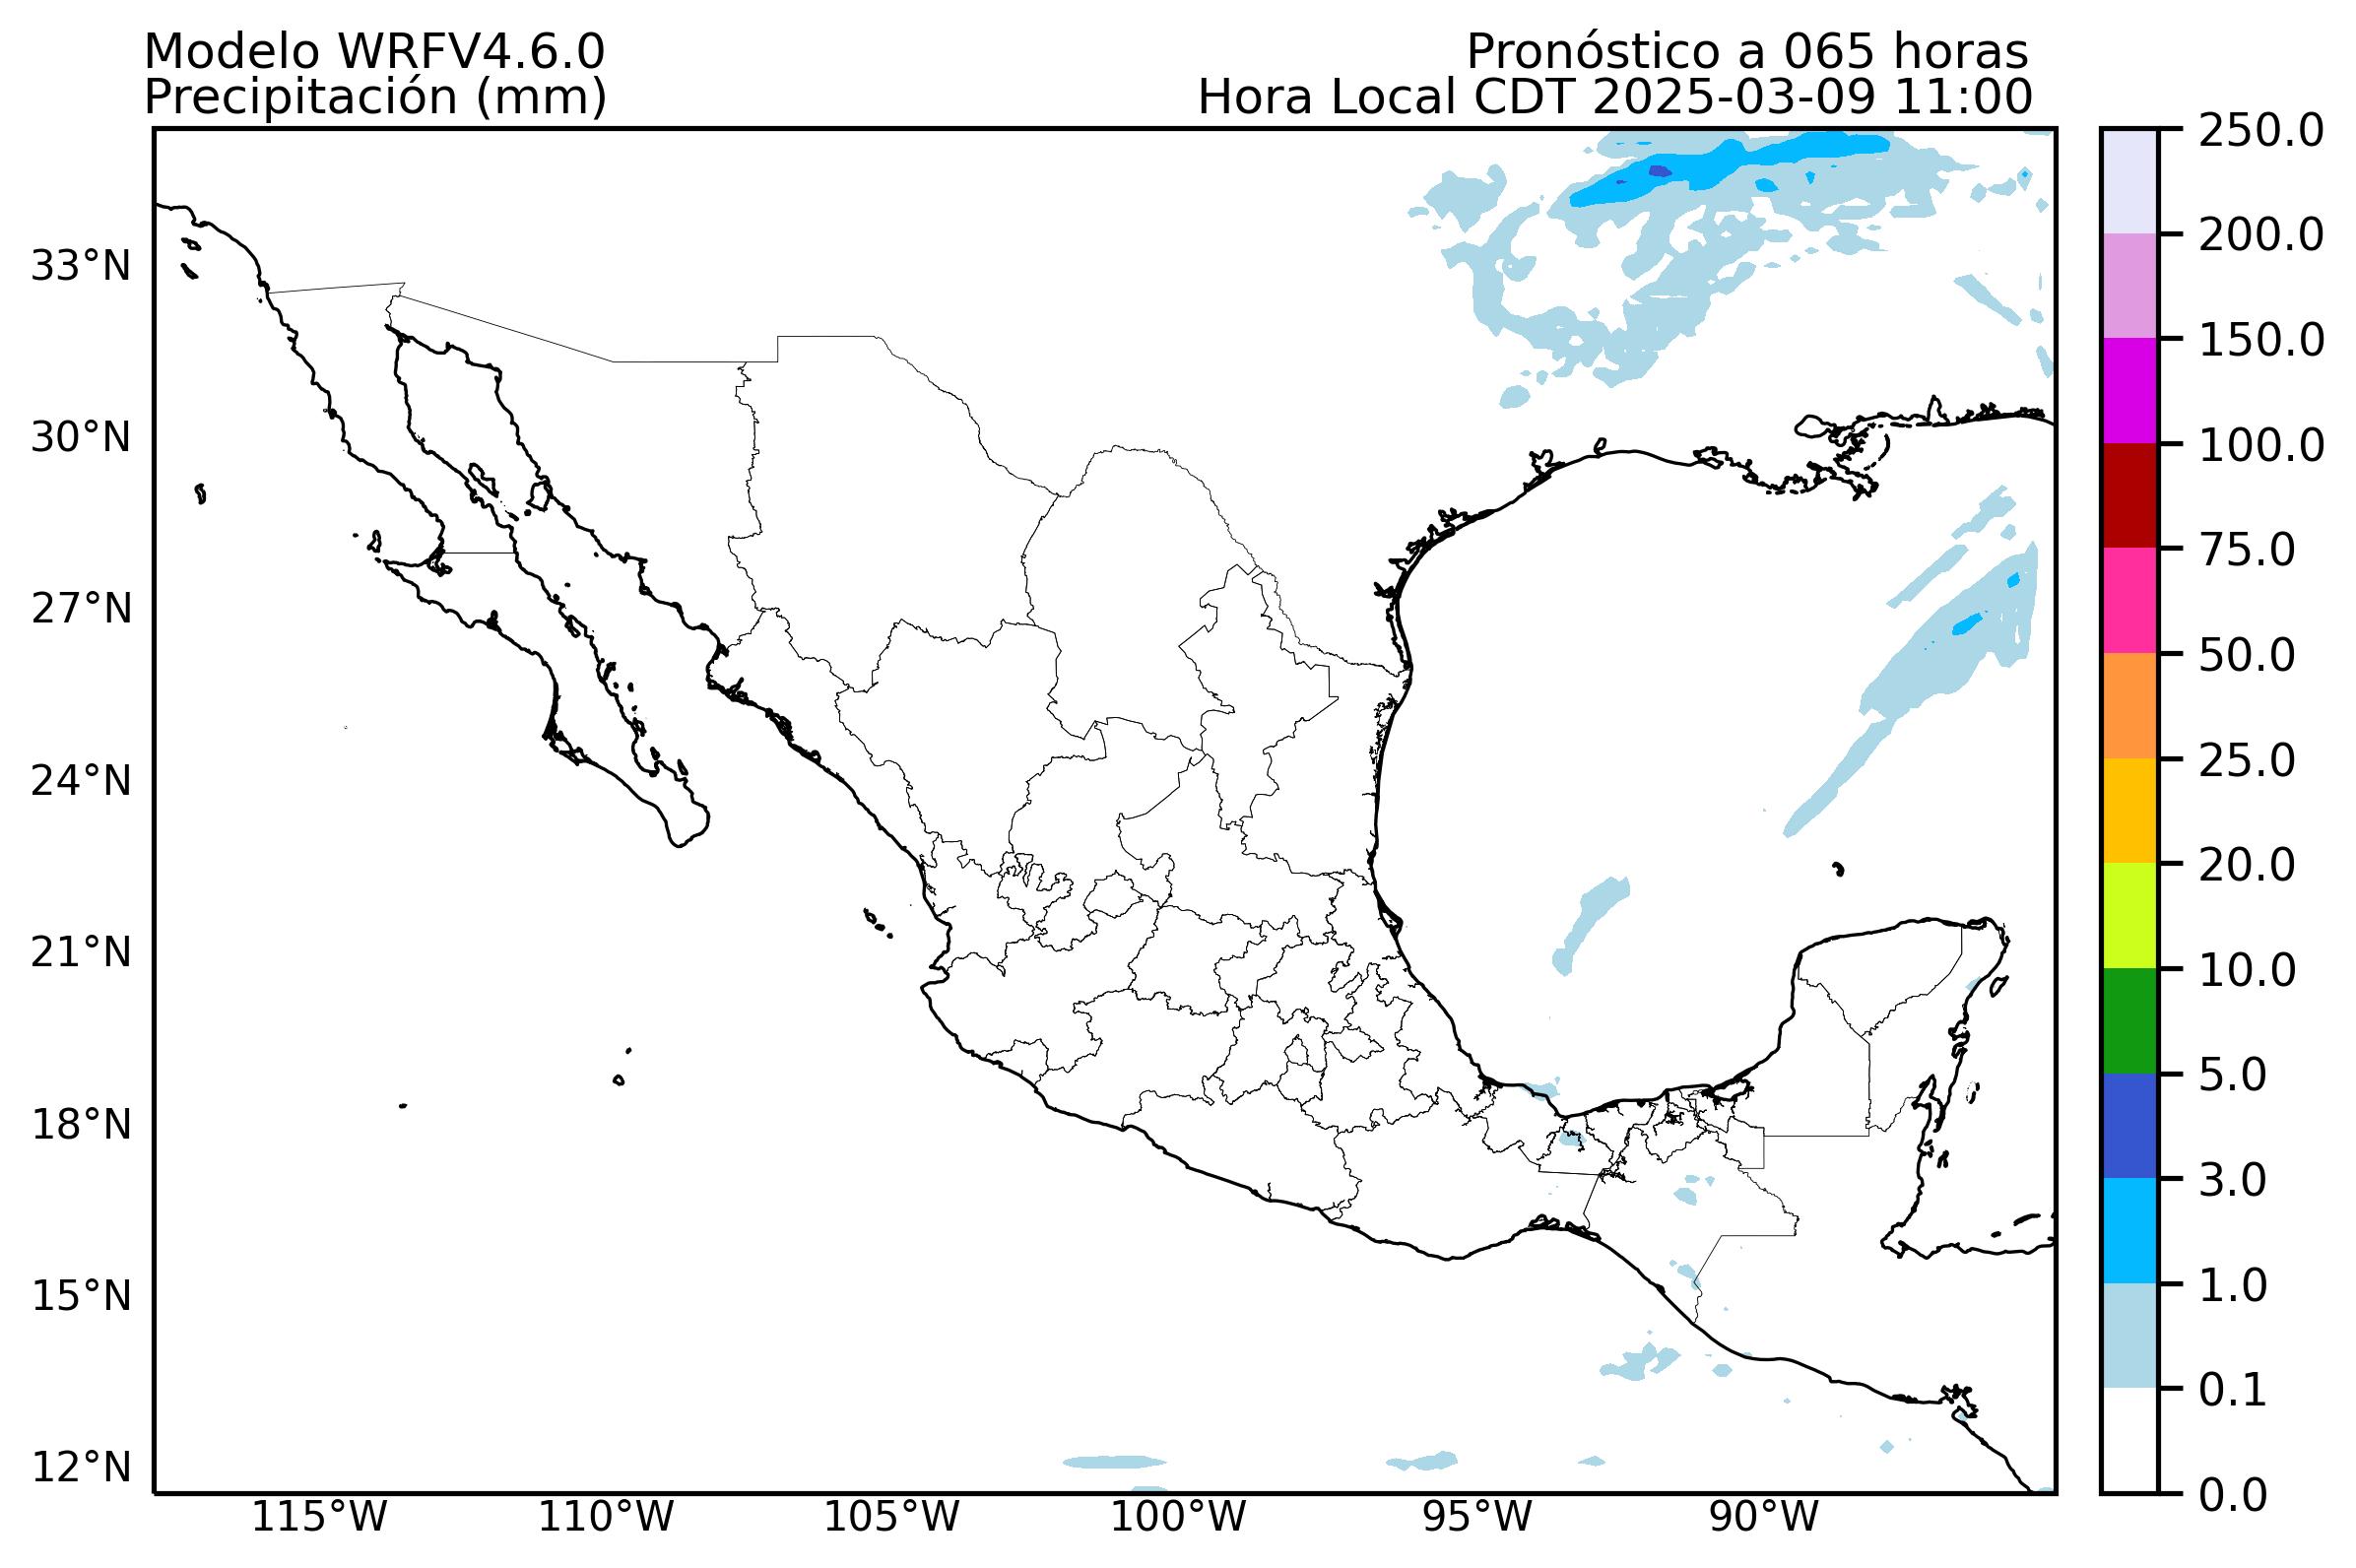 Modelo WRFV4.6.0
Precipitación (mm)
Pronóstico a 065 horas
Hora Local CDT 2025-03-09 11:00
33°N
30°N
27°N
24°N
21°N
18°N
15°N
12°N
115°W
110°W
105°W
100°W
95°W
90°W
250.0
200.0
150.0
100.0
75.0
50.0
25.0
20.0
10.0
5.0
3.0
1.0
0.1
0.0